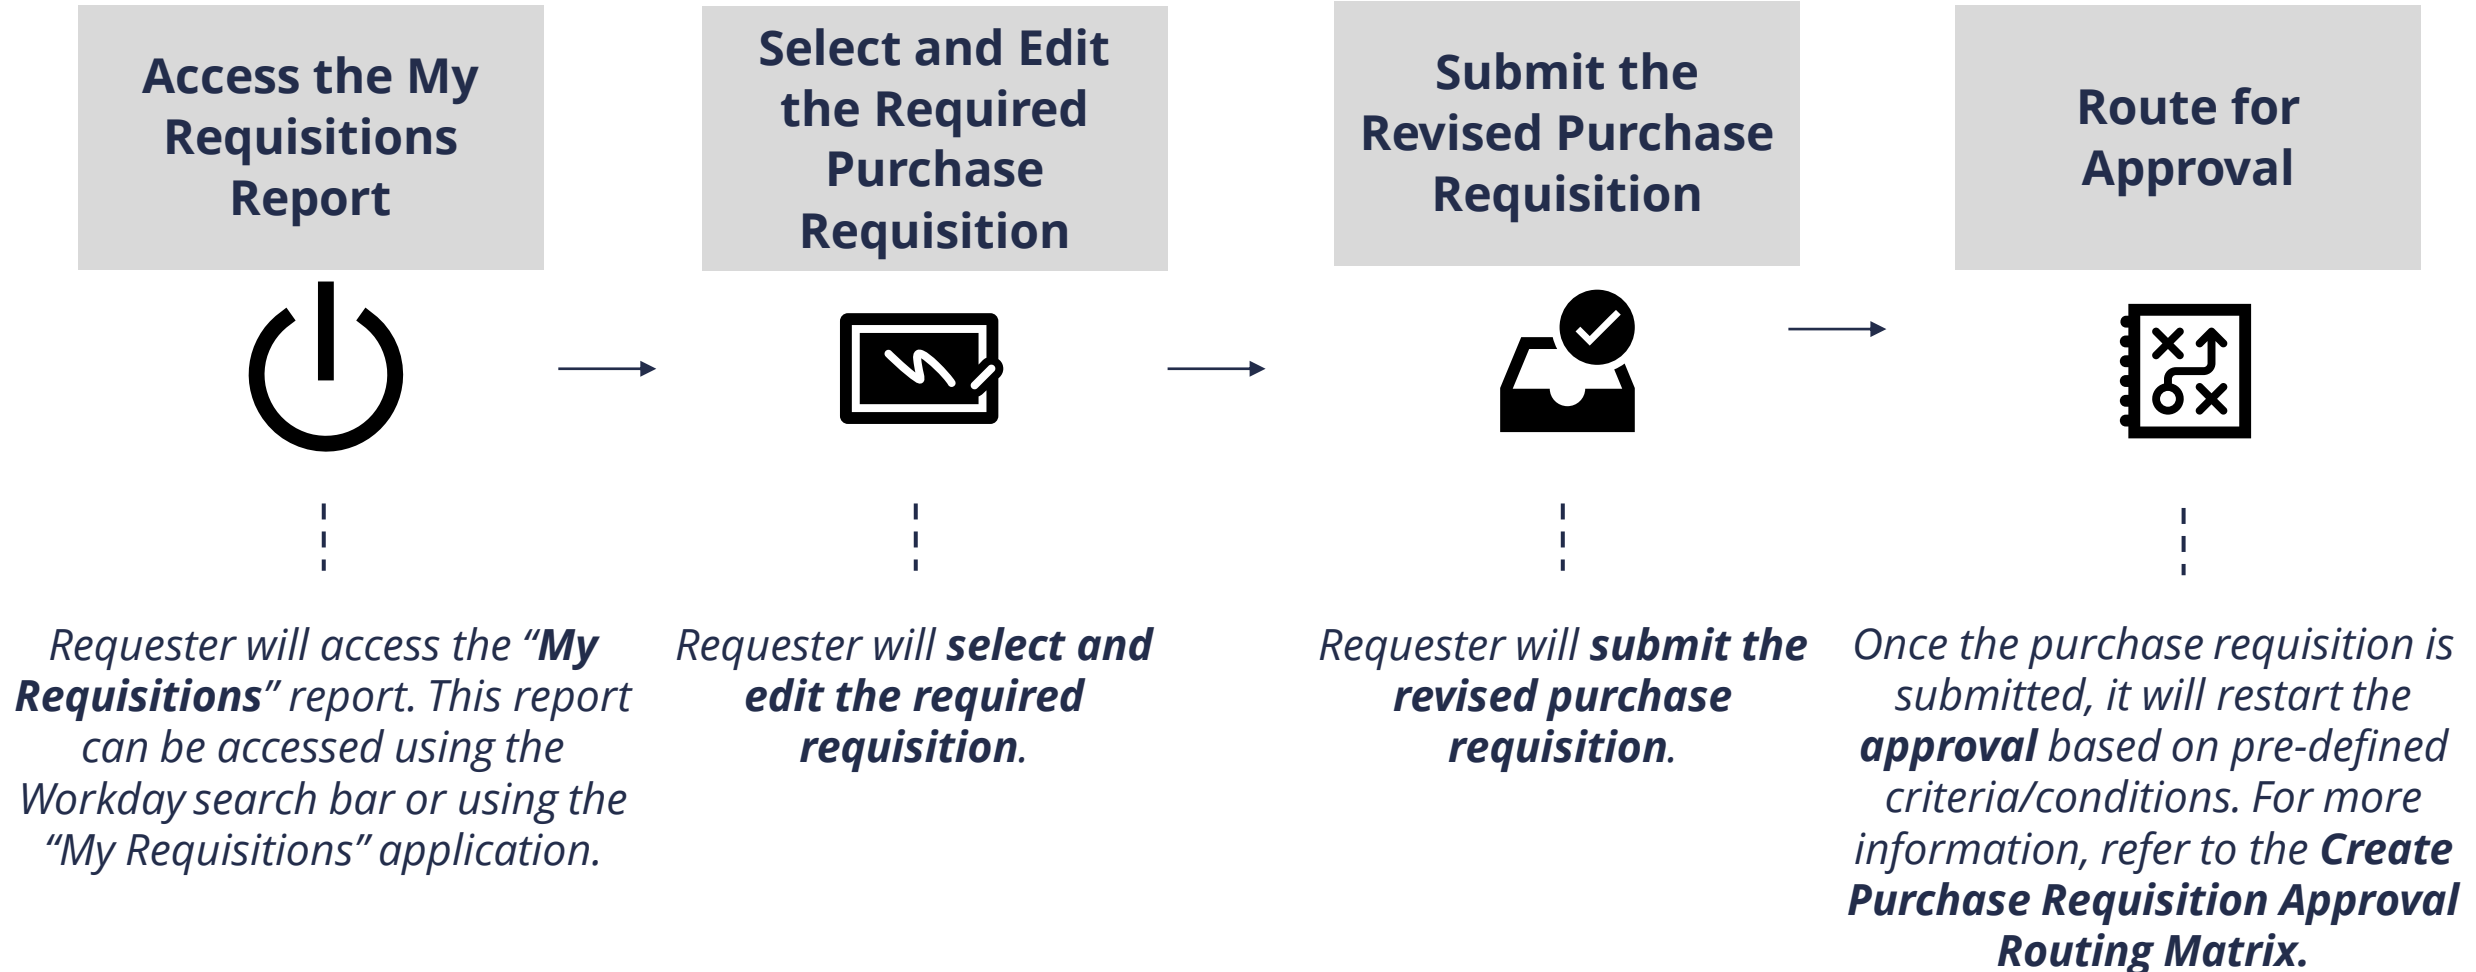 Access the My
Requisitions
Report
Select and Edit
the Required
Purchase
Requisition
Submit the
Revised Purchase
Requisition
Route for
Approval
Requester will access the “My
Requisitions” report. This report
can be accessed using the
Workday search bar or using the
“My Requisitions” application.
Requester will select and
edit the required
requisition.
Requester will submit the
revised purchase
requisition.
Once the purchase requisition is
submitted, it will restart the
approval based on pre-defined
criteria/conditions. For more
information, refer to the Create
Purchase Requisition Approval
Routing Matrix.